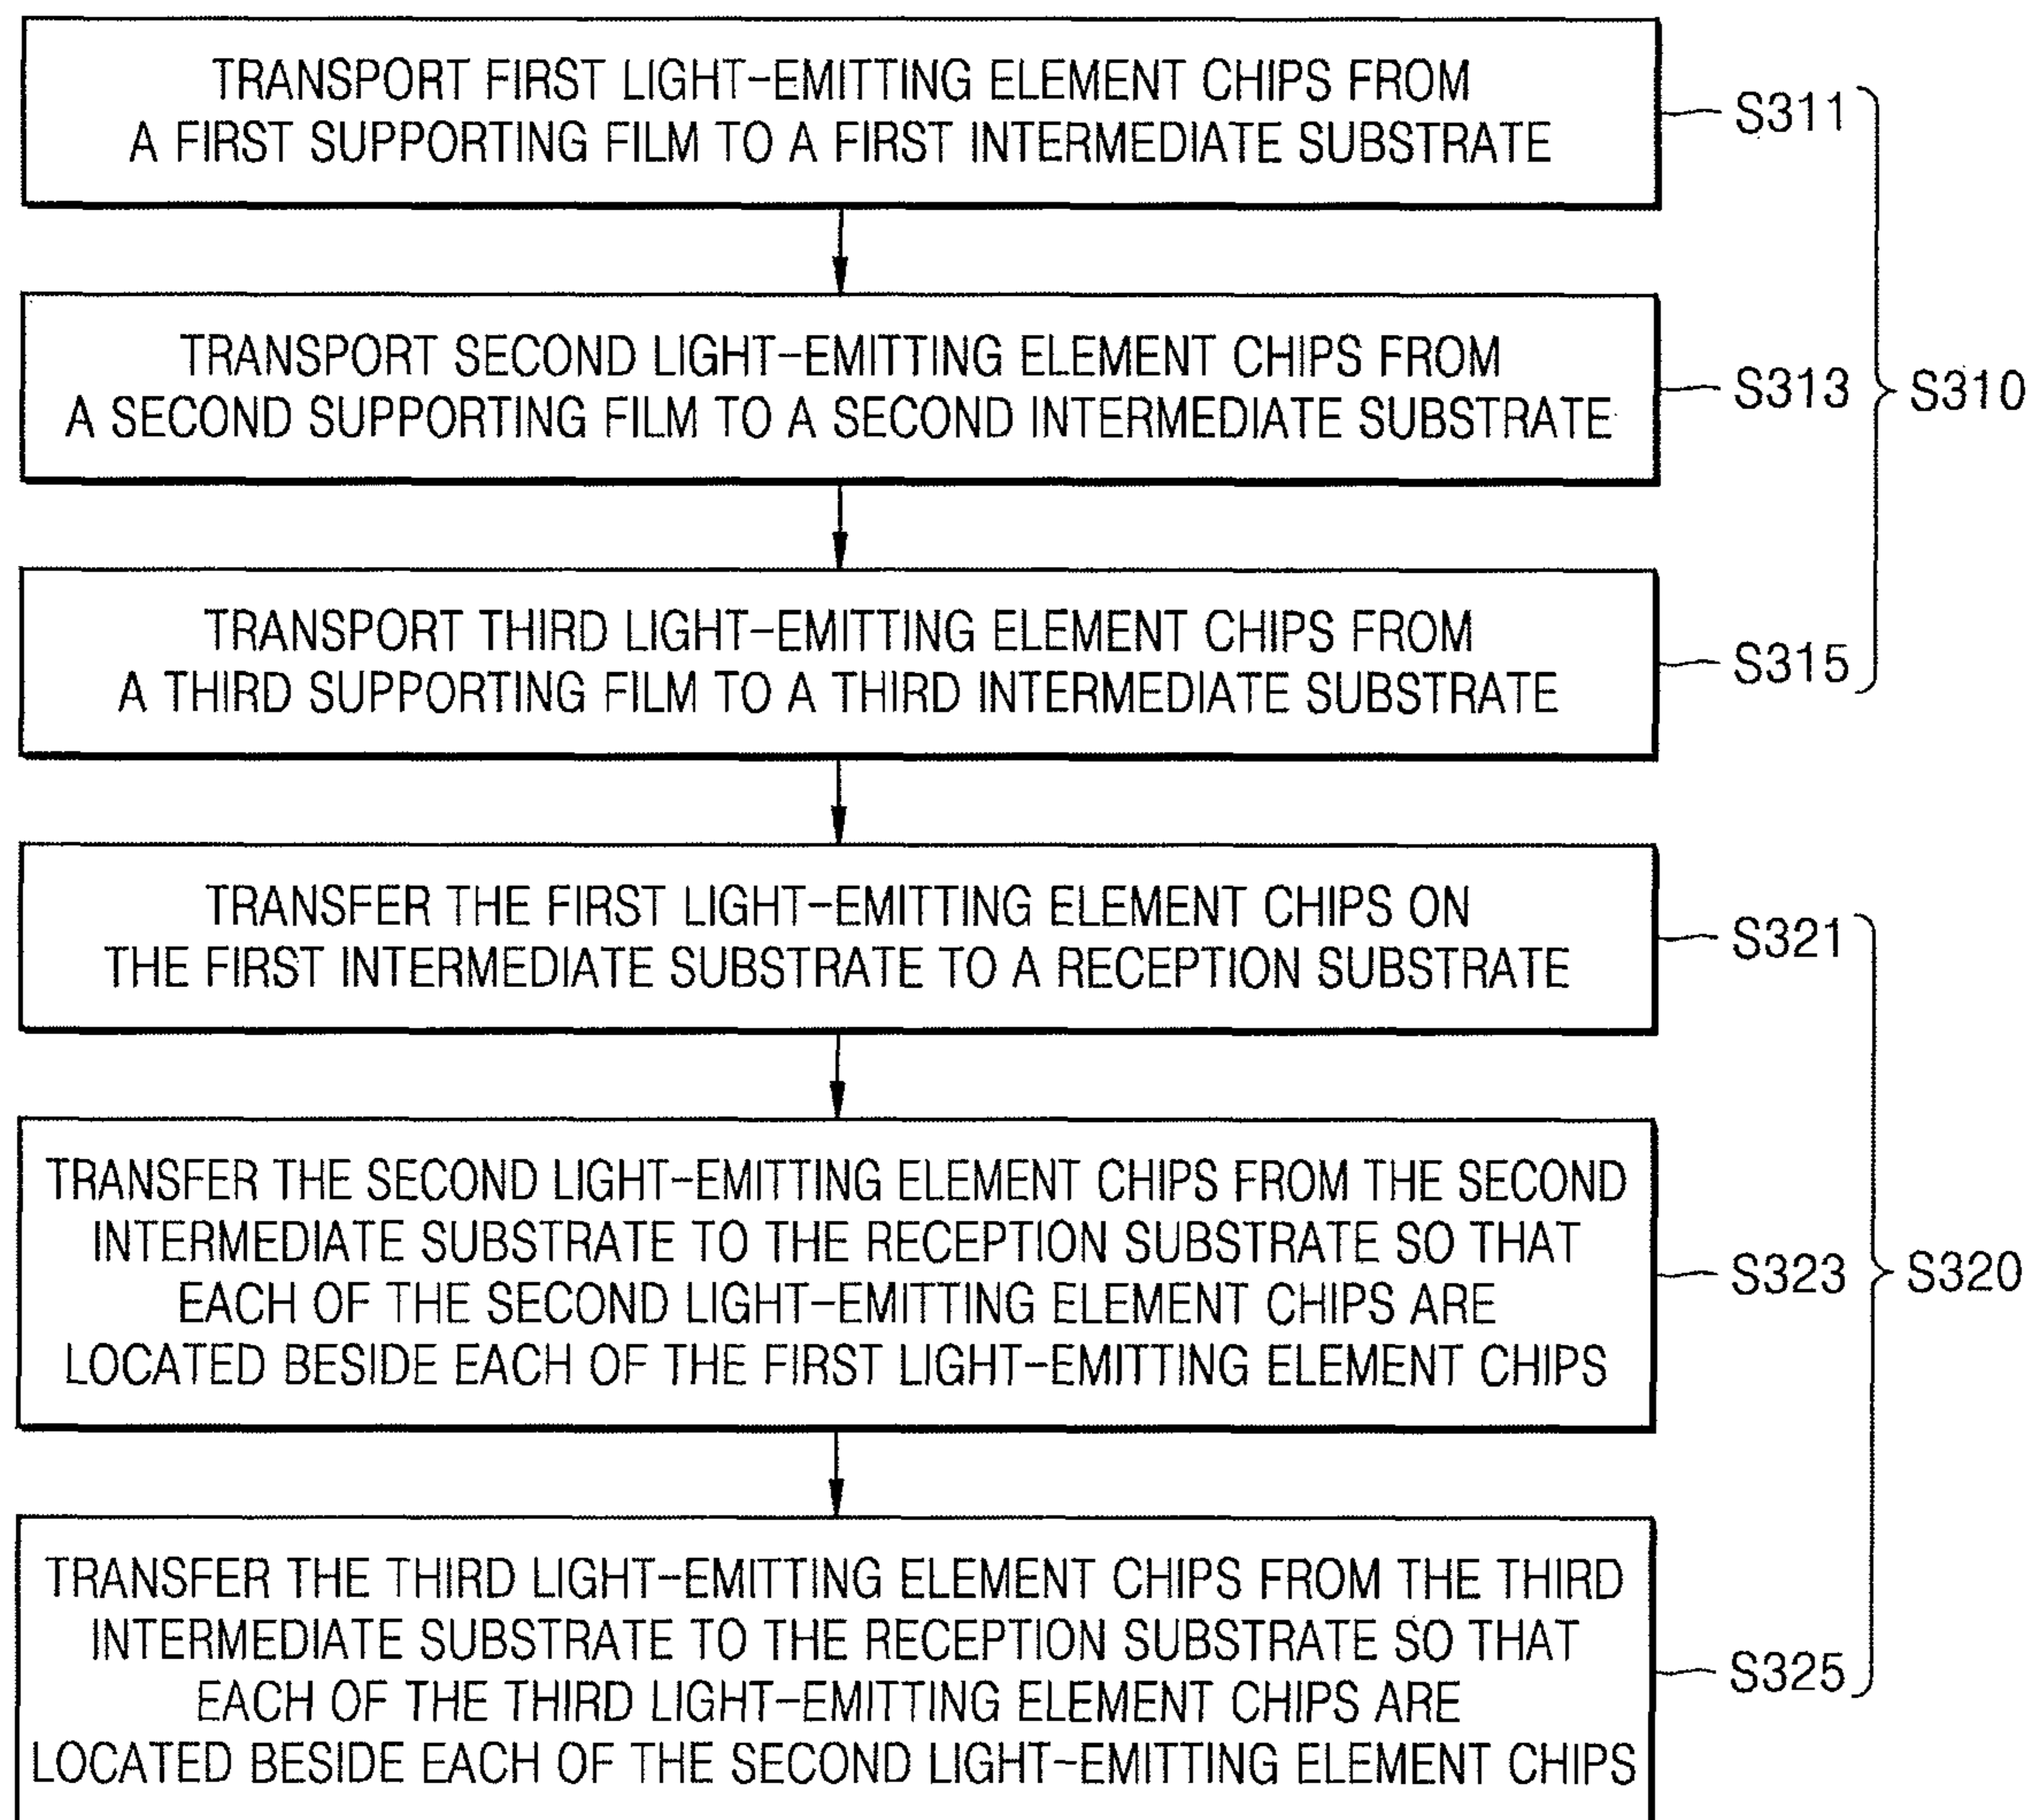 TRANSPORT FIRST LIGHT-EMITTING ELEMENT CHIPS FROM
A FIRST SUPPORTING FILM TO A FIRST INTERMEDIATE SUBSTRATE
S311
TRANSPORT SECOND LIGHT-EMITTING ELEMENT CHIPS FROM
A SECOND SUPPORTING FILM TO A SECOND INTERMEDIATE SUBSTRATE
S313
S310
TRANSPORT THIRD LIGHT-EMITTING ELEMENT CHIPS FROM
A THIRD SUPPORTING FILM TO A THIRD INTERMEDIATE SUBSTRATE
S315
TRANSFER THE FIRST LIGHT-EMITTING ELEMENT CHIPS ON
THE FIRST INTERMEDIATE SUBSTRATE TO A RECEPTION SUBSTRATE
S321
TRANSFER THE SECOND LIGHT-EMITTING ELEMENT CHIPS FROM THE SECOND
INTERMEDIATE SUBSTRATE TO THE RECEPTION SUBSTRATE SO THAT
EACH OF THE SECOND LIGHT-EMITTING ELEMENT CHIPS ARE
LOCATED BESIDE EACH OF THE FIRST LIGHT-EMITTING ELEMENT CHIPS
S323
S320
TRANSFER THE THIRD LIGHT-EMITTING ELEMENT CHIPS FROM THE THIRD
INTERMEDIATE SUBSTRATE TO THE RECEPTION SUBSTRATE SO THAT
EACH OF THE THIRD LIGHT-EMITTING ELEMENT CHIPS ARE
LOCATED BESIDE EACH OF THE SECOND LIGHT-EMITTING ELEMENT CHIPS
S325